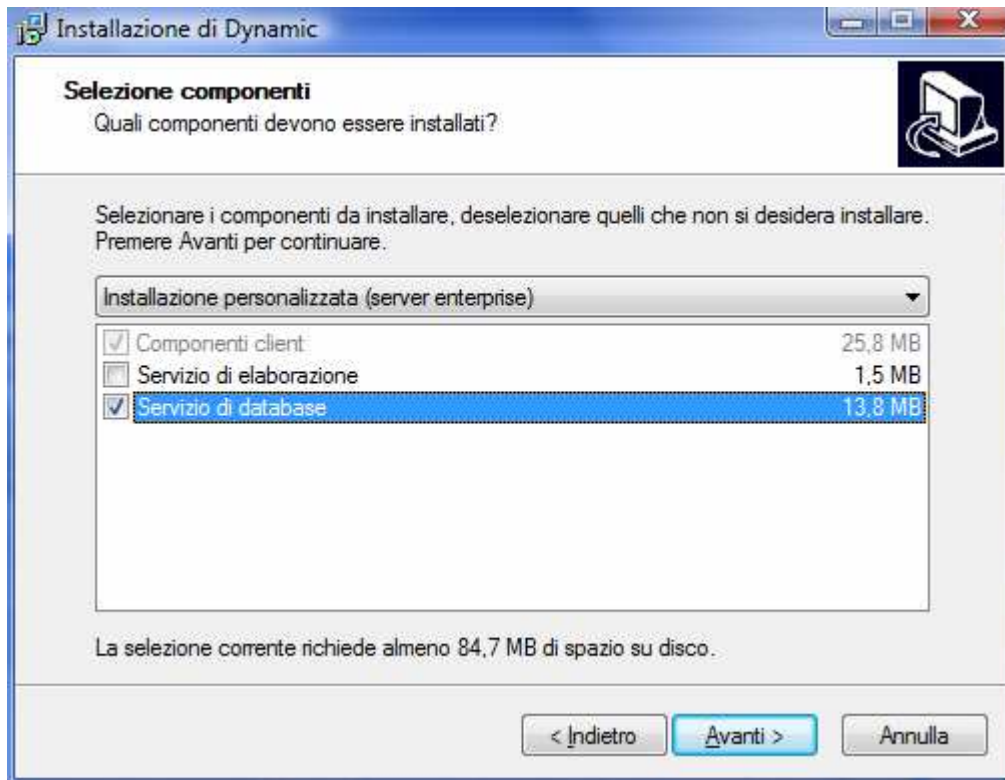 Installazione di Dynamic
Selezione componenti
Quali componenti devono essere installati?
Selezionare i componenti da installare, deselezionare quelli che non si desidera installare.
Premere Avanti per continuare.
Installazione personalizzata (server enterprise)
Componenti client 25,8 MB
Servizio di elaborazione 1,5 MB
Servizio di database 13,8 MB
La selezione corrente richiede almeno 84,7 MB di spazio su disco.
< Indietro Avanti > Annulla